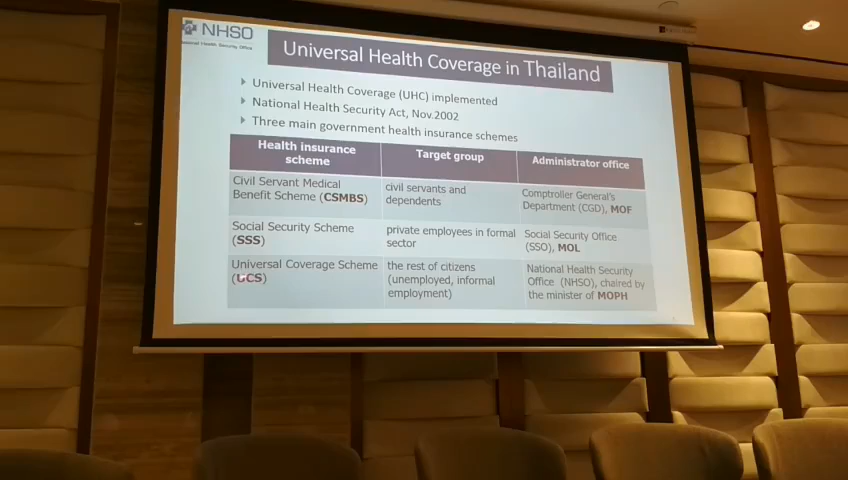 NHSO
National Health Security Office
Universal Health Coverage in Thailand
Universal Health Coverage (UHC) implemented
National Health Security Act, Nov.2002
Three main government health insurance schemes
Health insurance
scheme
Target group
Administrator office
Civil Servant Medical
Benefit Scheme (CSMBS)
civil servants and
dependents
Comptroller General's
Department (CGD), MOF
Social Security Scheme
(SSS)
private employees in formal
sector
Social Security Office
(SSO), MOL
Universal Coverage Scheme
(UCS)
the rest of citizens
(unemployed, informal
employment)
National Health Security
Office (NHSO), chaired by
the minister of MOPH